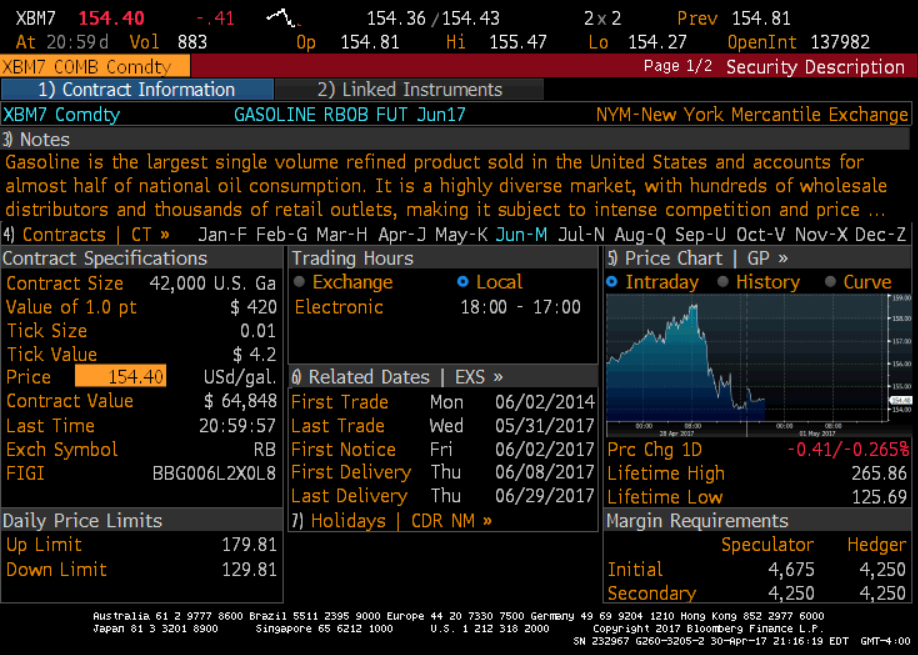 XBM7 154.40 -.41 154.36 /154.43 2 x 2 Prev 154.81
At 20:59 d Vol 883 Op 154.81 Hi 155.47 Lo 154.27 OpenInt 137982
XBM7 COMB Comdty Page 1/2 Security Description
1) Contract Information 2) Linked Instruments
XBM7 Comdty GASOLINE RBOB FUT Jun17 NYM-New York Mercantile Exchange
3) Notes
Gasoline is the largest single volume refined product sold in the United States and accounts for
almost half of national oil consumption. It is a highly diverse market, with hundreds of wholesale
distributors and thousands of retail outlets, making it subject to intense competition and price ...
4) Contracts | CT » Jan-F Feb-G Mar-H Apr-J May-K Jun-M Jul-N Aug-Q Sep-U Oct-V Nov-X Dec-Z
Contract Specifications
Contract Size 42,000 U.S. Ga
Value of 1.0 pt $ 420
Tick Size 0.01
Tick Value $ 4.2
Price 154.40 USd/gal.
Contract Value $ 64,848
Last Time 20:59:57
Exch Symbol RB
FIGI BBG006L2X0L8
Daily Price Limits
Up Limit 179.81
Down Limit 129.81
Trading Hours
Exchange Local
Electronic 18:00 - 17:00
6) Related Dates | EXS »
First Trade Mon 06/02/2014
Last Trade Wed 05/31/2017
First Notice Fri 06/02/2017
First Delivery Thu 06/08/2017
Last Delivery Thu 06/29/2017
7) Holidays | CDR NM »
5) Price Chart | GP »
Intraday History Curve
159.00
158.00
157.00
156.00
155.00
154.40
154.00
00:00 08:00 00:00 08:00
28 Apr 2017 01 May 2017
Prc Chg 1D -0.41/-0.265%
Lifetime High 265.86
Lifetime Low 125.69
Margin Requirements
Speculator Hedger
Initial 4,675 4,250
Secondary 4,250 4,250
Australia 61 2 9777 8600 Brazil 5511 2395 9000 Europe 44 20 7330 7500 Germany 49 69 9204 1210 Hong Kong 852 2977 6000
Japan 81 3 3201 8900 Singapore 65 6212 1000 U.S. 1 212 318 2000 Copyright 2017 Bloomberg Finance L.P.
SN 232967 G260-3205-2 30-Apr-17 21:16:19 EDT GMT-4:00